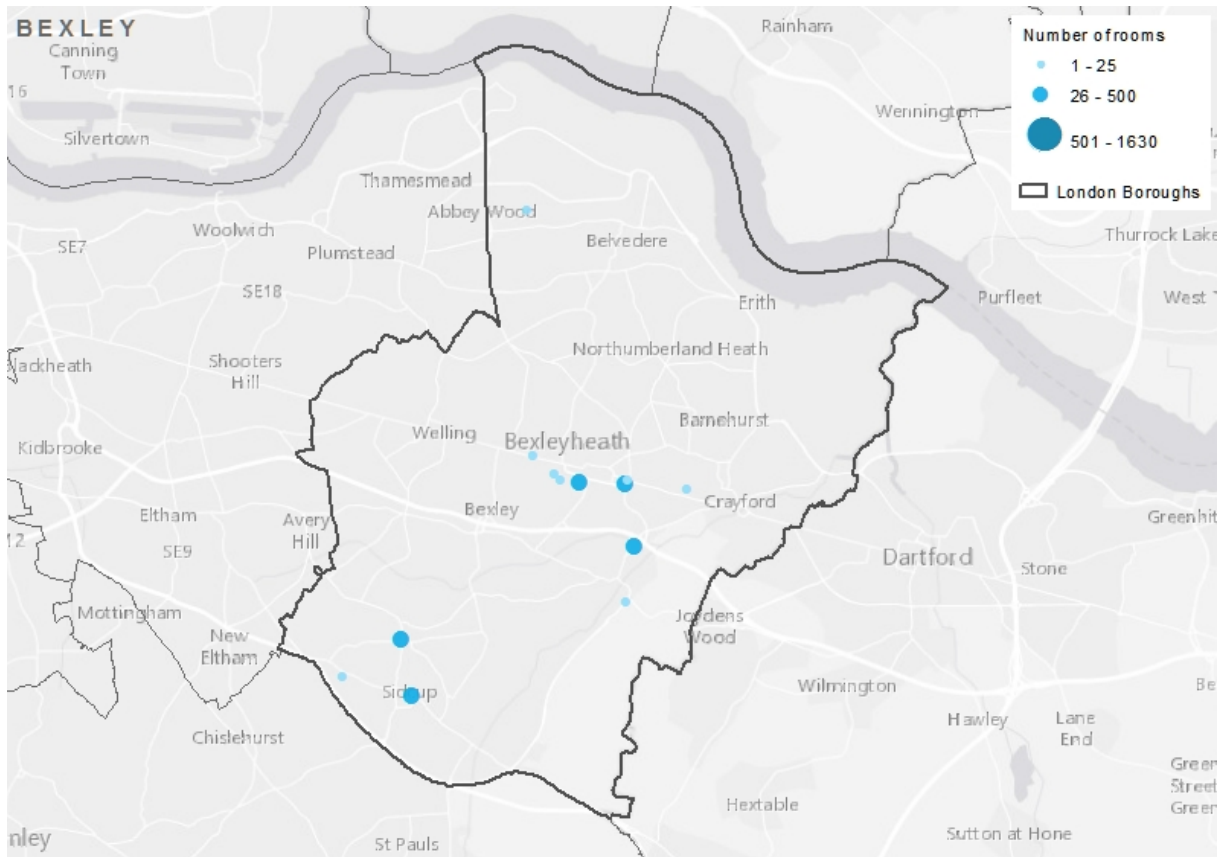 BEXLEY
Canning
Town
16
Silvertown
Rainham
Wennington
Number of rooms
1 - 25
26 - 500
501 - 1630
London Boroughs
Thamesmead
Abbey Wood
Woolwich
SE7
Plumstead
Belvedere
Thurrock Lake
SE18
Erith
Purfleet
West T
Shooters
Hill
Northumberland Heath
Barnehurst
Kidbrooke
Welling
Bexleyheath
Eltham
Avery
Hill
Bexley
Crayford
Greenhit
SE9
Dartford
Stone
Mottingham
New
Eltham
Joydens
Wood
Sidcup
Wilmington
Be
Chislehurst
Hawley
Lane
End
Green
Street
Green
Hextable
nley
St Pauls
Sutton at Hone